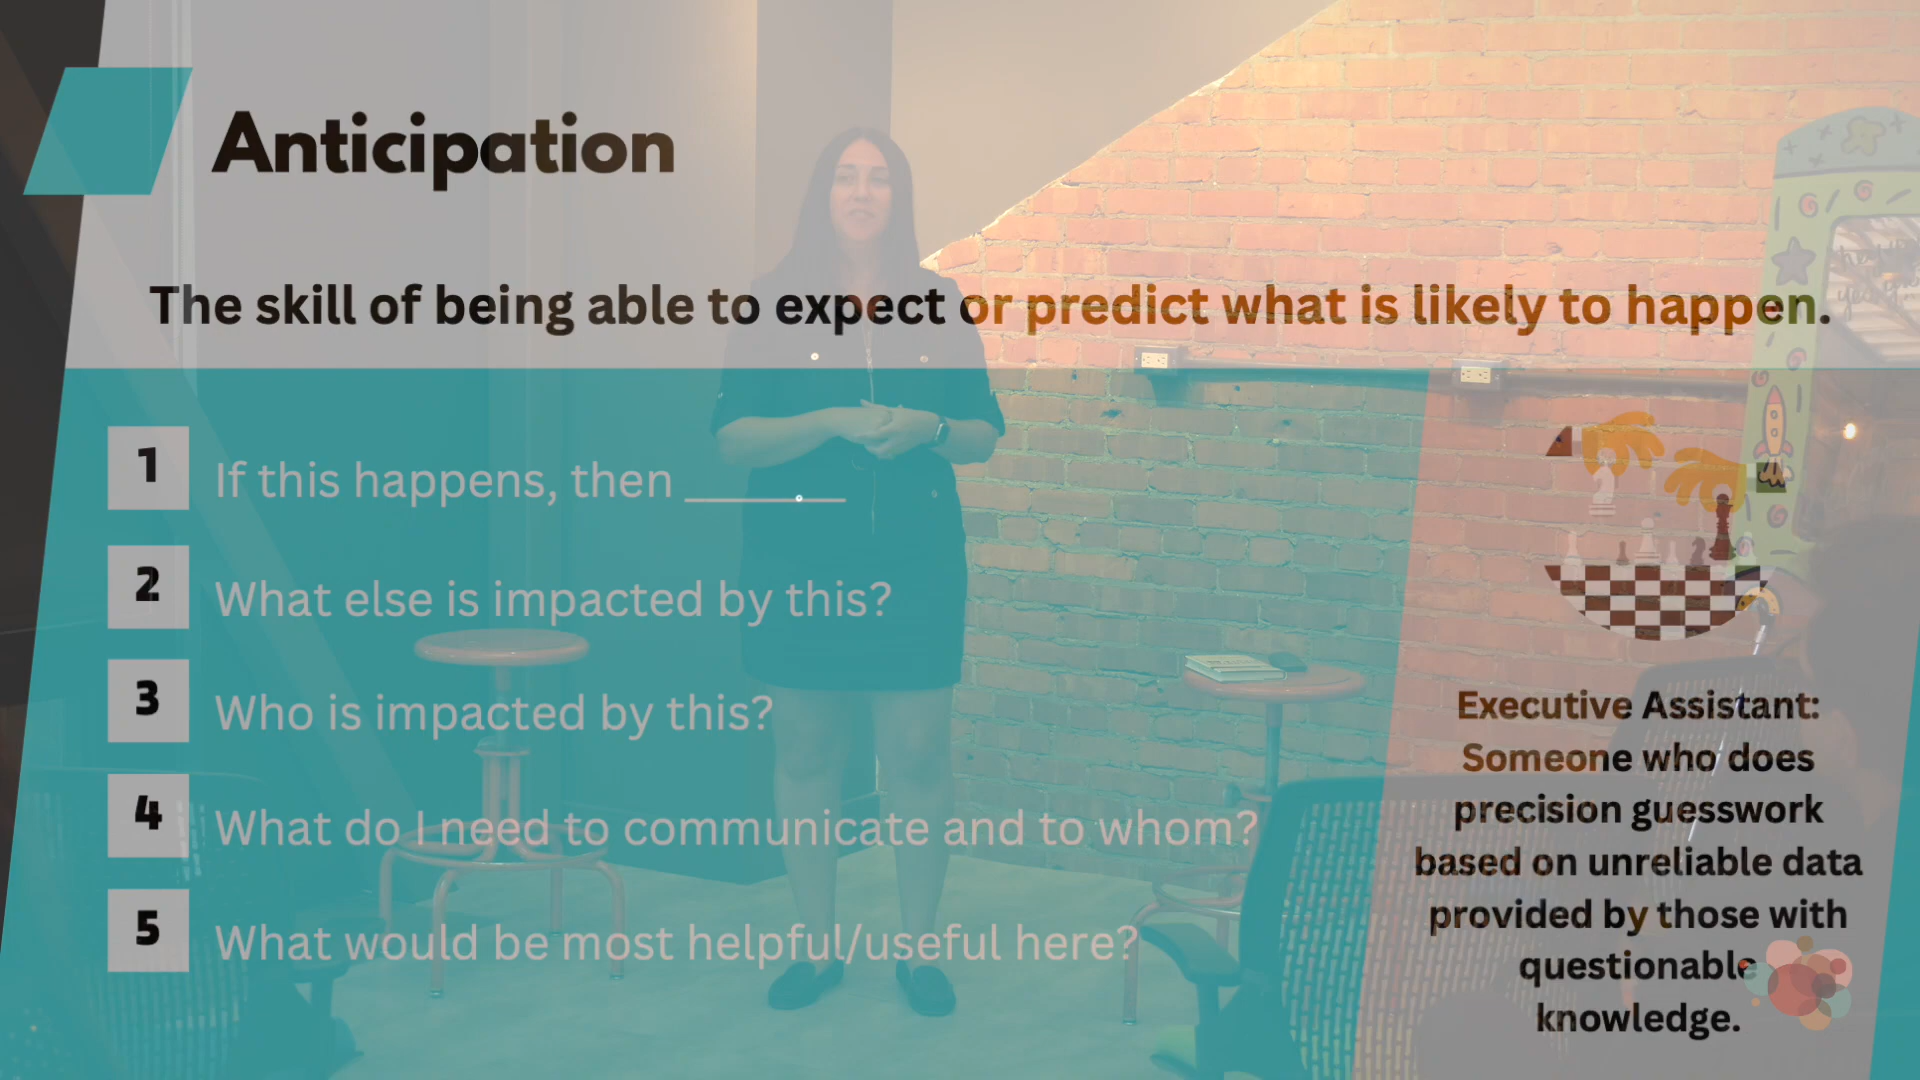 Anticipation
The skill of being able to expect or predict what is likely to happen.
1 If this happens, then ________
2 What else is impacted by this?
3 Who is impacted by this?
4 What do I need to communicate and to whom?
5 What would be most helpful/useful here?
Executive Assistant:
Someone who does
precision guesswork
based on unreliable data
provided by those with
questionable
knowledge.